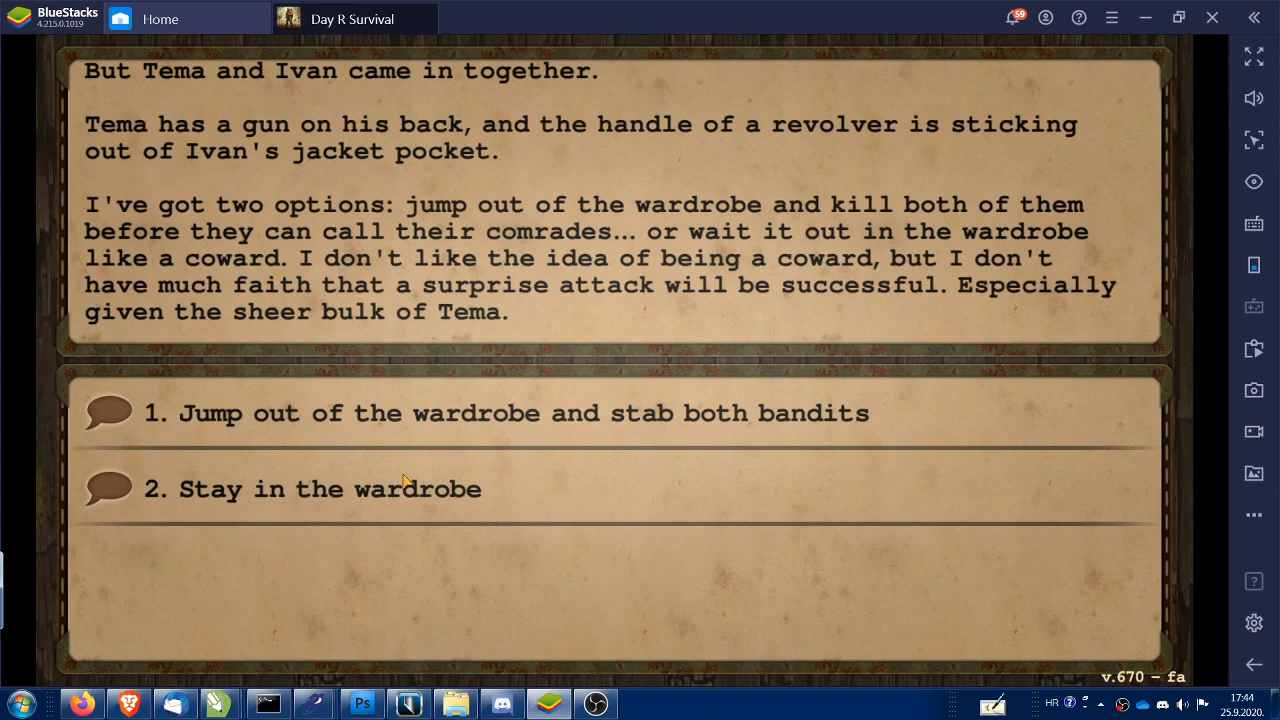 BlueStacks
4.215.0.1019
Home
Day R Survival
59
But Tema and Ivan came in together.
Tema has a gun on his back, and the handle of a revolver is sticking
out of Ivan's jacket pocket.
I've got two options: jump out of the wardrobe and kill both of them
before they can call their comrades... or wait it out in the wardrobe
like a coward. I don't like the idea of being a coward, but I don't
have much faith that a surprise attack will be successful. Especially
given the sheer bulk of Tema.
1. Jump out of the wardrobe and stab both bandits
2. Stay in the wardrobe
v.670 – fa
Ps
HR
17:44
25.9.2020.